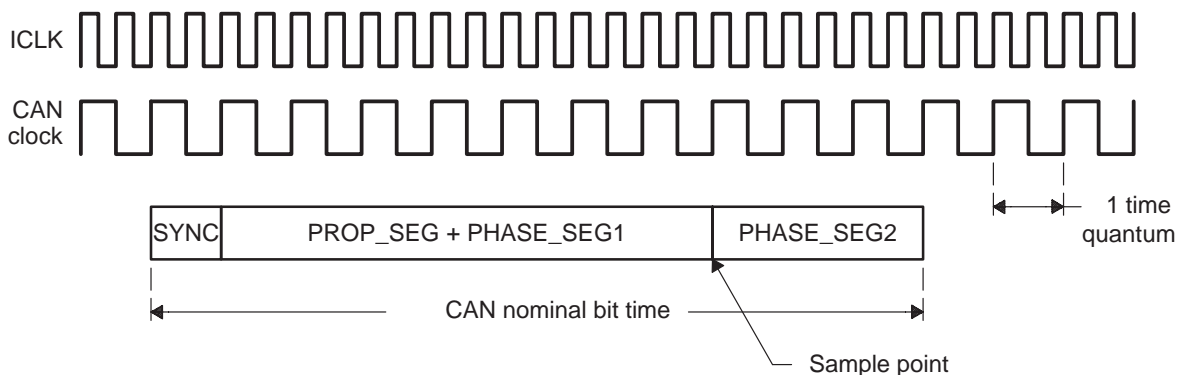 ICLK
CAN
clock
SYNC PROP_SEG + PHASE_SEG1 PHASE_SEG2
1 time
quantum
CAN nominal bit time
Sample point